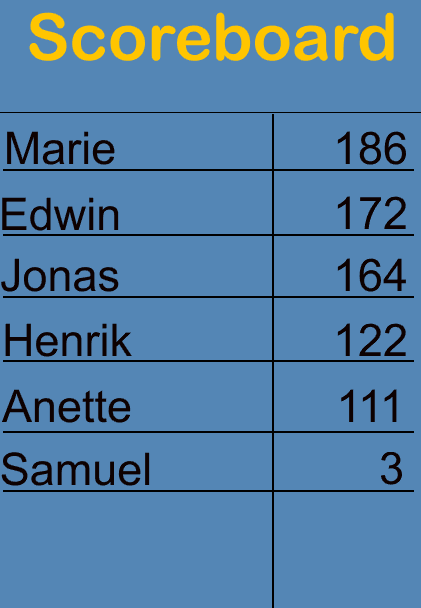 Scoreboard
Marie 186
Edwin 172
Jonas 164
Henrik 122
Anette 111
Samuel 3